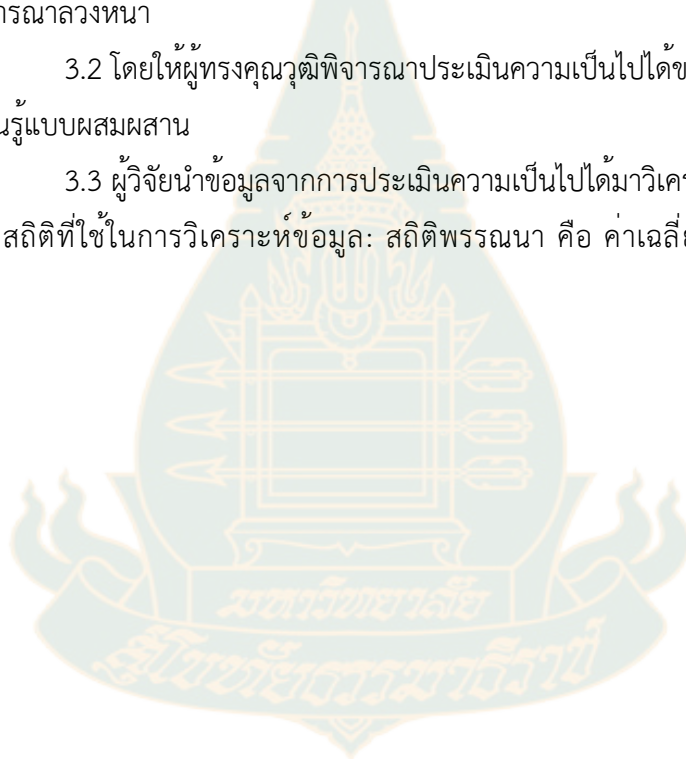 ารณาล่วงหน้า
3.2 โดยให้ผู้ทรงคุณวุฒิพิจารณาประเมินความเป็นไปได้ข
นรู้แบบผสมผสาน
3.3 ผู้วิจัยนำข้อมูลจากการประเมินความเป็นไปได้มาวิเคร
สถิติที่ใช้ในการวิเคราะห์ข้อมูล: สถิติพรรณนา คือ ค่าเฉลี่
มหาวิทยาลัย
สุโขทัยธรรมาธิราช